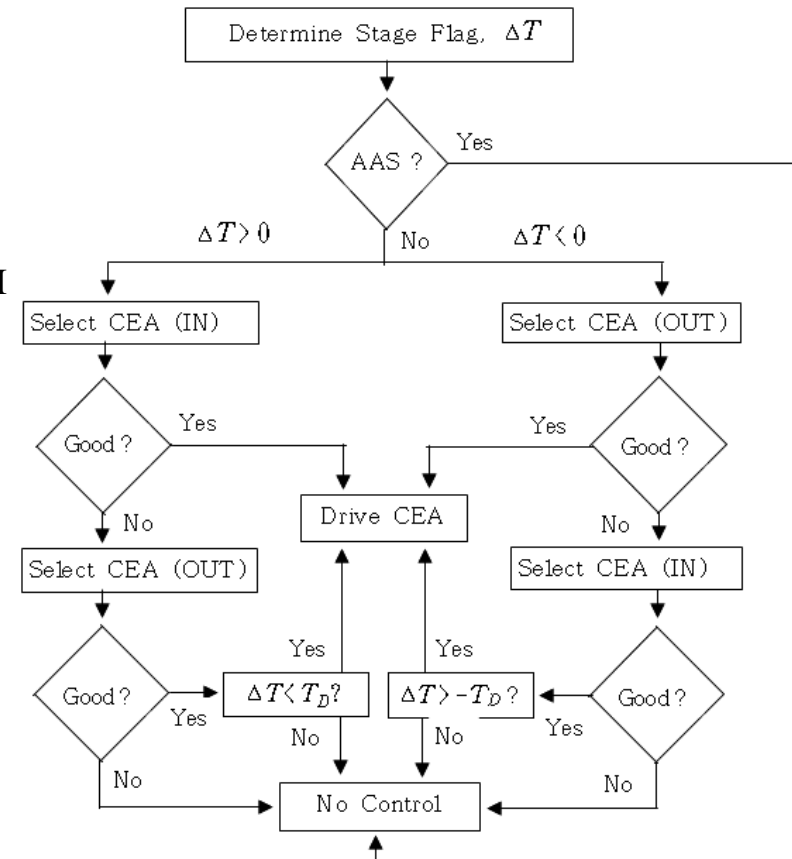 Determine Stage Flag, ΔT
AAS ?
Yes
No
ΔT> 0
ΔT< 0
Select CEA (IN)
Select CEA (OUT)
Good ?
Yes
Yes
Good ?
Drive CEA
No
No
Select CEA (OUT)
Select CEA (IN)
Yes
Yes
Good ?
ΔT< T_D?
ΔT> -T_D ?
Good ?
Yes
Yes
No
No
No
No
No Control